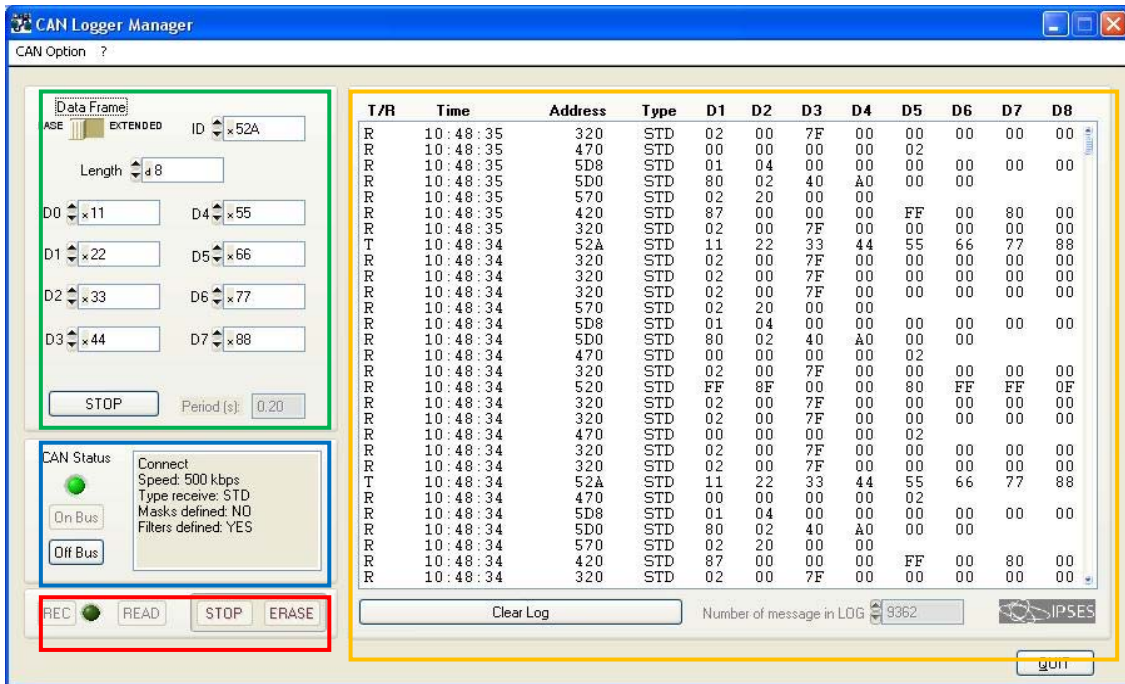 CAN Logger Manager
CAN Option ?
Data Frame
ASE EXTENDED ID x52A
Length d 8
D0 x11 D4 x55
D1 x22 D5 x66
D2 x33 D6 x77
D3 x44 D7 x88
STOP Period (s): 0.20
CAN Status
Connect
Speed: 500 kbps
Type receive: STD
Masks defined: NO
Filters defined: YES
On Bus
Off Bus
REC READ STOP ERASE
T/R Time Address Type D1 D2 D3 D4 D5 D6 D7 D8
R 10:48:35 320 STD 02 00 7F 00 00 00 00 00
R 10:48:35 470 STD 00 00 00 00 02
R 10:48:35 5D8 STD 01 04 00 00 00 00 00 00
R 10:48:35 5D0 STD 80 02 40 A0 00 00
R 10:48:35 570 STD 02 20 00 00
R 10:48:35 420 STD 87 00 00 00 FF 00 80 00
R 10:48:35 320 STD 02 00 7F 00 00 00 00 00
T 10:48:34 52A STD 11 22 33 44 55 66 77 88
R 10:48:34 320 STD 02 00 7F 00 00 00 00 00
R 10:48:34 320 STD 02 00 7F 00 00 00 00 00
R 10:48:34 320 STD 02 00 7F 00 00 00 00 00
R 10:48:34 570 STD 02 20 00 00
R 10:48:34 5D8 STD 01 04 00 00 00 00 00 00
R 10:48:34 5D0 STD 80 02 40 A0 00 00
R 10:48:34 470 STD 00 00 00 00 02
R 10:48:34 320 STD 02 00 7F 00 00 00 00 00
R 10:48:34 520 STD FF 8F 00 00 80 FF FF 0F
R 10:48:34 320 STD 02 00 7F 00 00 00 00 00
R 10:48:34 320 STD 02 00 7F 00 00 00 00 00
R 10:48:34 470 STD 00 00 00 00 02
R 10:48:34 320 STD 02 00 7F 00 00 00 00 00
R 10:48:34 320 STD 02 00 7F 00 00 00 00 00
T 10:48:34 52A STD 11 22 33 44 55 66 77 88
R 10:48:34 470 STD 00 00 00 00 02
R 10:48:34 5D8 STD 01 04 00 00 00 00 00 00
R 10:48:34 5D0 STD 80 02 40 A0 00 00
R 10:48:34 570 STD 02 20 00 00
R 10:48:34 420 STD 87 00 00 00 FF 00 80 00
R 10:48:34 320 STD 02 00 7F 00 00 00 00 00
Clear Log Number of message in LOG 9362 IPSES
QUIT